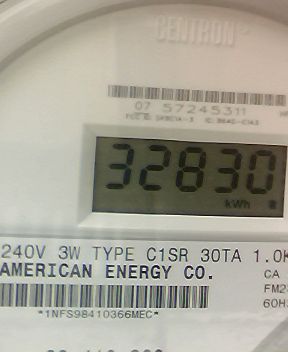 CENTRON
07 57245311
32830
kWh
240V 3W TYPE C1SR 30TA 1.0K
AMERICAN ENERGY CO.
CA
FM2
60H
*1NFS98410366MEC*